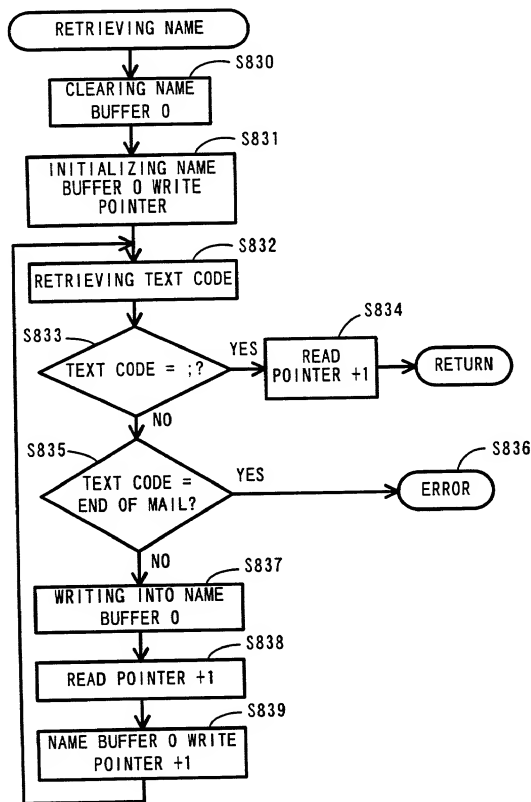 RETRIEVING NAME
S830
CLEARING NAME
BUFFER 0
S831
INITIALIZING NAME
BUFFER 0 WRITE
POINTER
S832
RETRIEVING TEXT CODE
S833
TEXT CODE = ;?
YES
S834
READ
POINTER +1
RETURN
NO
S835
TEXT CODE =
END OF MAIL?
YES
S836
ERROR
NO
S837
WRITING INTO NAME
BUFFER 0
S838
READ POINTER +1
S839
NAME BUFFER 0 WRITE
POINTER +1